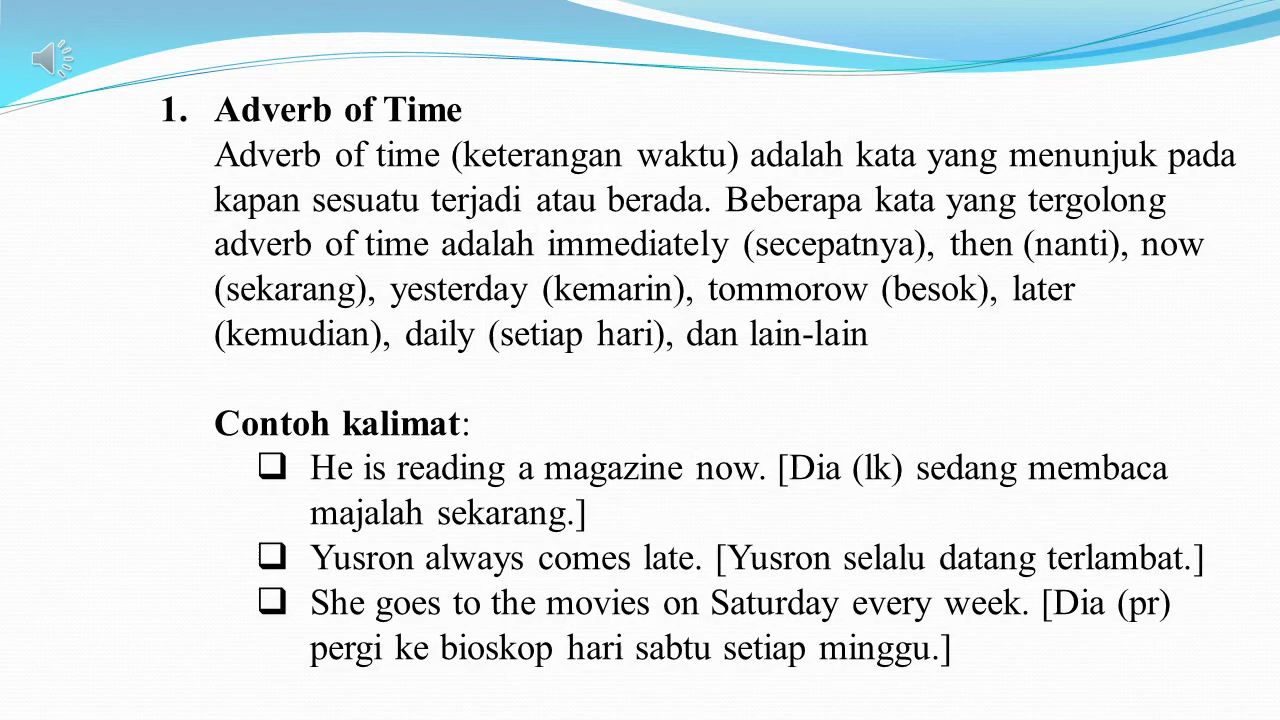 1. Adverb of Time
Adverb of time (keterangan waktu) adalah kata yang menunjuk pada
kapan sesuatu terjadi atau berada. Beberapa kata yang tergolong
adverb of time adalah immediately (secepatnya), then (nanti), now
(sekarang), yesterday (kemarin), tommorow (besok), later
(kemudian), daily (setiap hari), dan lain-lain
Contoh kalimat:
❑ He is reading a magazine now. [Dia (lk) sedang membaca
majalah sekarang.]
❑ Yusron always comes late. [Yusron selalu datang terlambat.]
❑ She goes to the movies on Saturday every week. [Dia (pr)
pergi ke bioskop hari sabtu setiap minggu.]